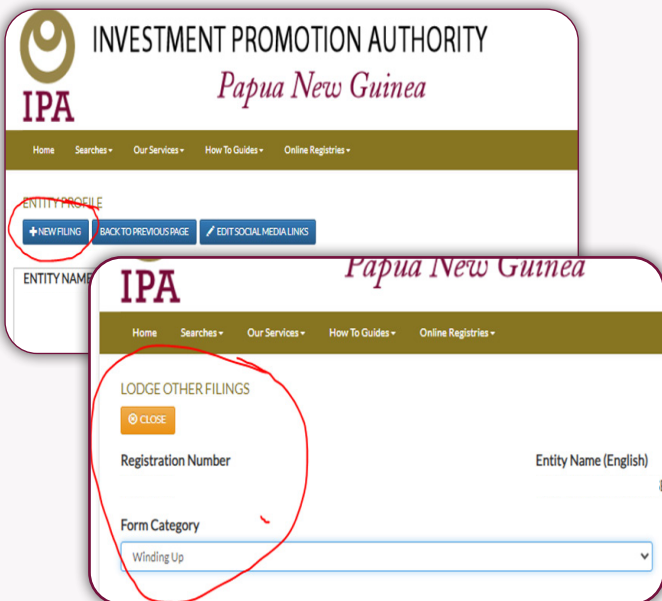 INVESTMENT PROMOTION AUTHORITY
Papua New Guinea
IPA
Home Searches Our Services How To Guides Online Registries
ENTITY PROFILE
+ NEW FILING BACK TO PREVIOUS PAGE EDIT SOCIAL MEDIA LINKS
ENTITY NAME
Papua New Guinea
IPA
Home Searches Our Services How To Guides Online Registries
LODGE OTHER FILINGS
CLOSE
Registration Number Entity Name (English)
Form Category
Winding Up